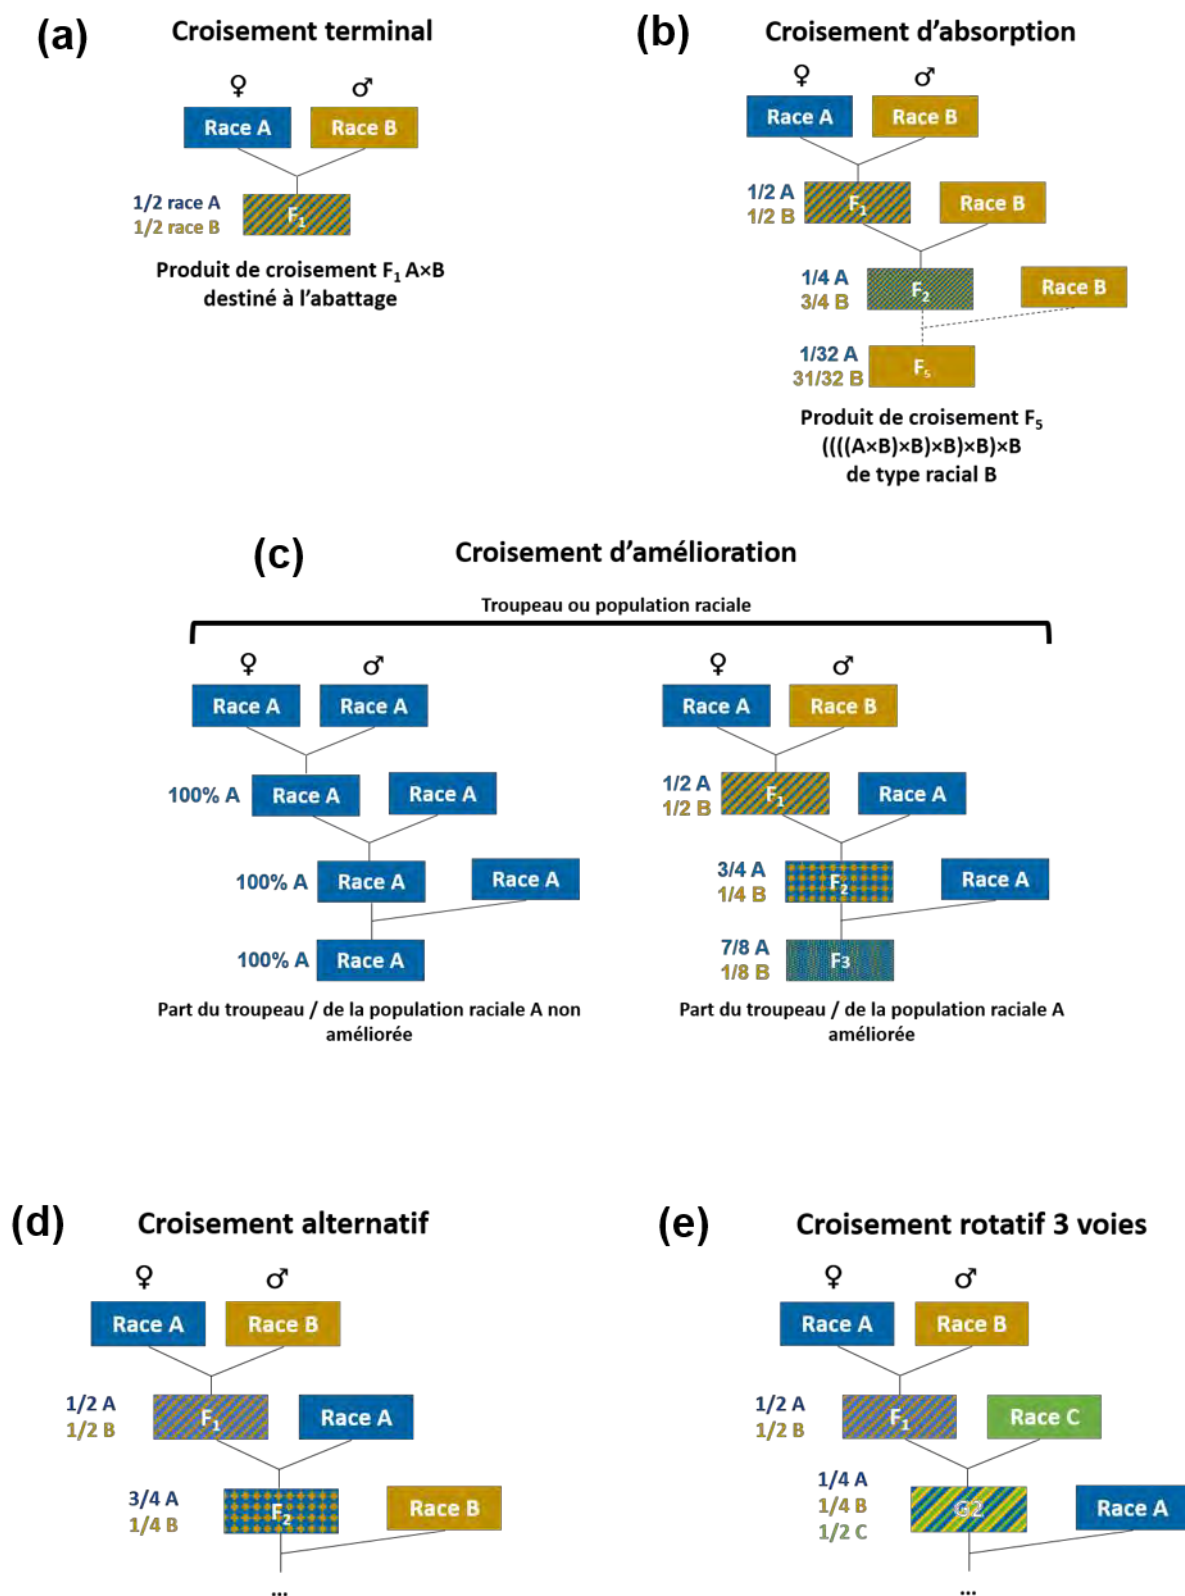 (a) Croisement terminal
♀ ♂
Race A Race B
1/2 race A
1/2 race B
F1
Produit de croisement F1 A×B
destiné à l'abattage
(b) Croisement d'absorption
♀ ♂
Race A Race B
1/2 A
1/2 B
F1 Race B
1/4 A
3/4 B
F2 Race B
1/32 A
31/32 B
F5
Produit de croisement F5
((((A×B)×B)×B)×B)×B
de type racial B
(c) Croisement d'amélioration
Troupeau ou population raciale
♀ ♂
Race A Race A
100% A Race A Race A
100% A Race A Race A
100% A Race A
Part du troupeau / de la population raciale A non
améliorée
♀ ♂
Race A Race B
1/2 A
1/2 B
F1 Race A
3/4 A
1/4 B
F2 Race A
7/8 A
1/8 B
F3
Part du troupeau / de la population raciale A
améliorée
(d) Croisement alternatif
♀ ♂
Race A Race B
1/2 A
1/2 B
F1 Race A
3/4 A
1/4 B
F2 Race B
...
(e) Croisement rotatif 3 voies
♀ ♂
Race A Race B
1/2 A
1/2 B
F1 Race C
1/4 A
1/4 B
1/2 C
G2 Race A
...